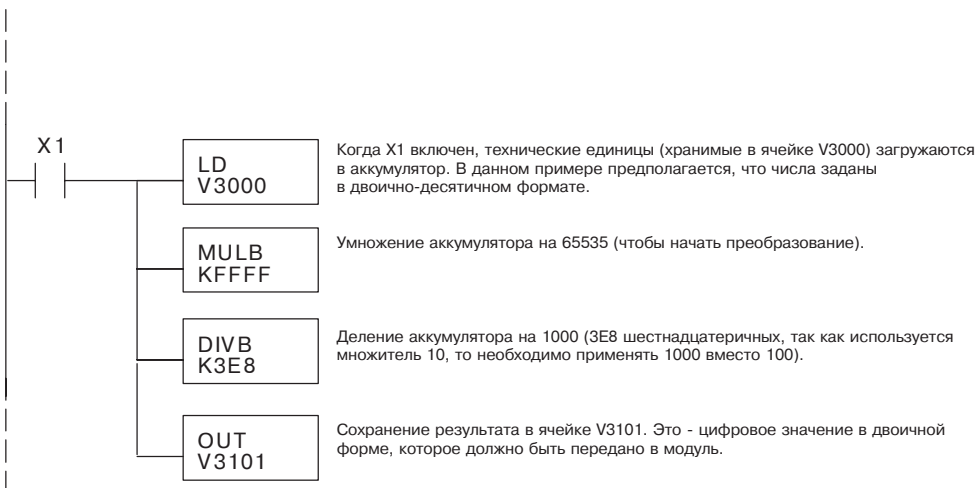 X1
LD
V3000
Когда X1 включен, технические единицы (хранимые в ячейке V3000) загружаются
в аккумулятор. В данном примере предполагается, что числа заданы
в двоично-десятичном формате.
MULB
KFFFF
Умножение аккумулятора на 65535 (чтобы начать преобразование).
DIVB
K3E8
Деление аккумулятора на 1000 (3E8 шестнадцатеричных, так как используется
множитель 10, то необходимо применять 1000 вместо 100).
OUT
V3101
Сохранение результата в ячейке V3101. Это - цифровое значение в двоичной
форме, которое должно быть передано в модуль.